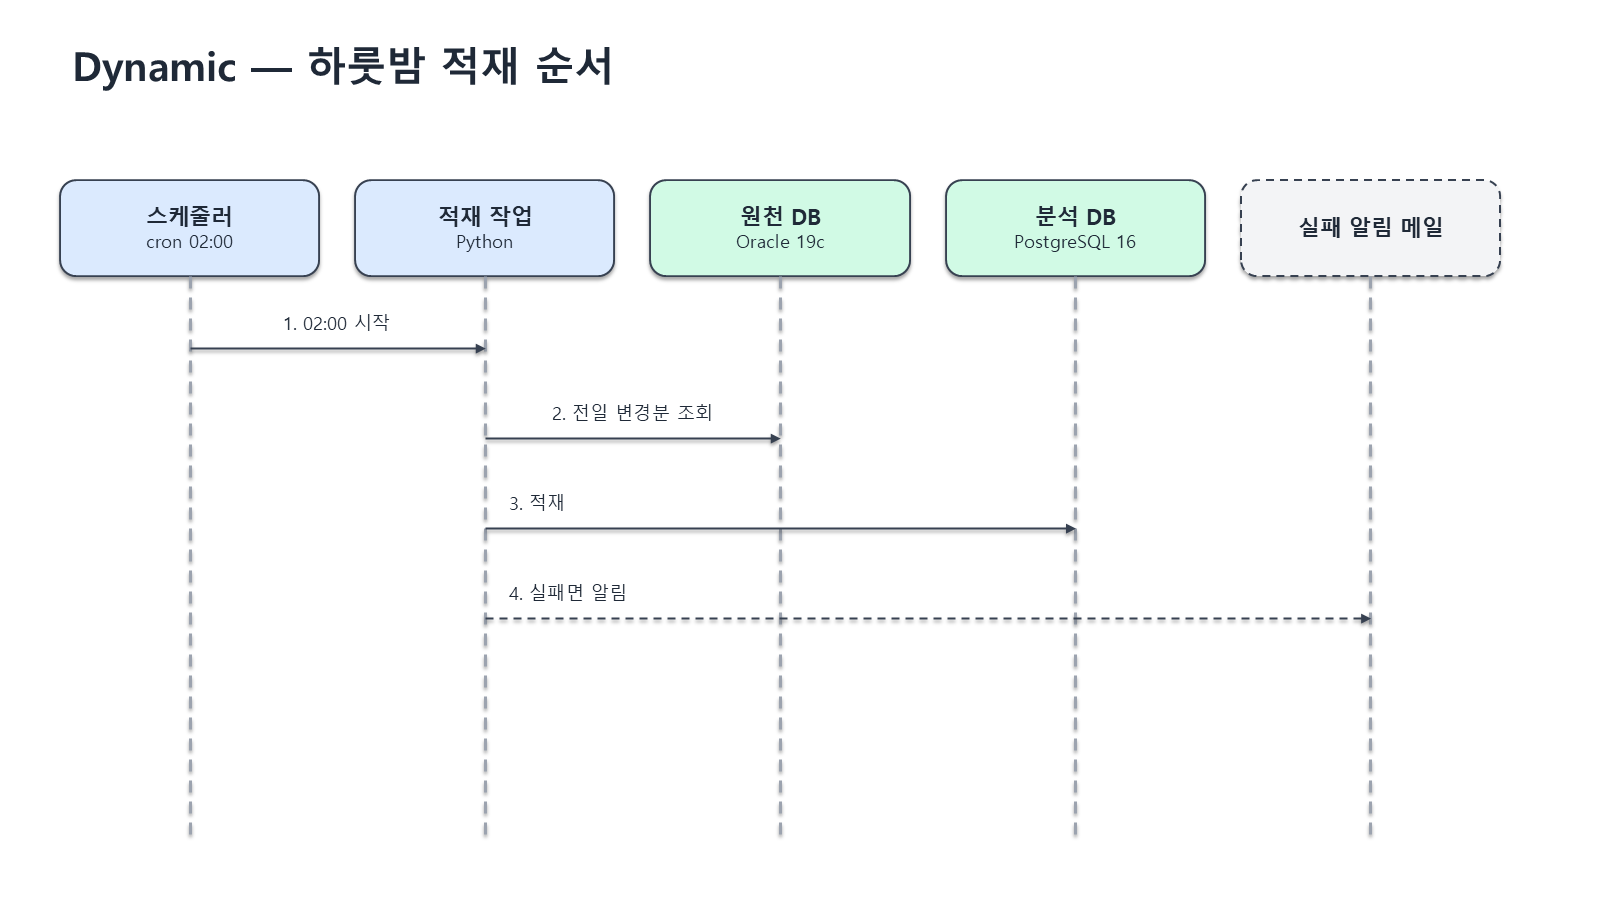 Dynamic — 하룻밤 적재 순서
스케줄러
cron 02:00
적재 작업
Python
원천 DB
Oracle 19c
분석 DB
PostgreSQL 16
실패 알림 메일
1. 02:00 시작
2. 전일 변경분 조회
3. 적재
4. 실패면 알림